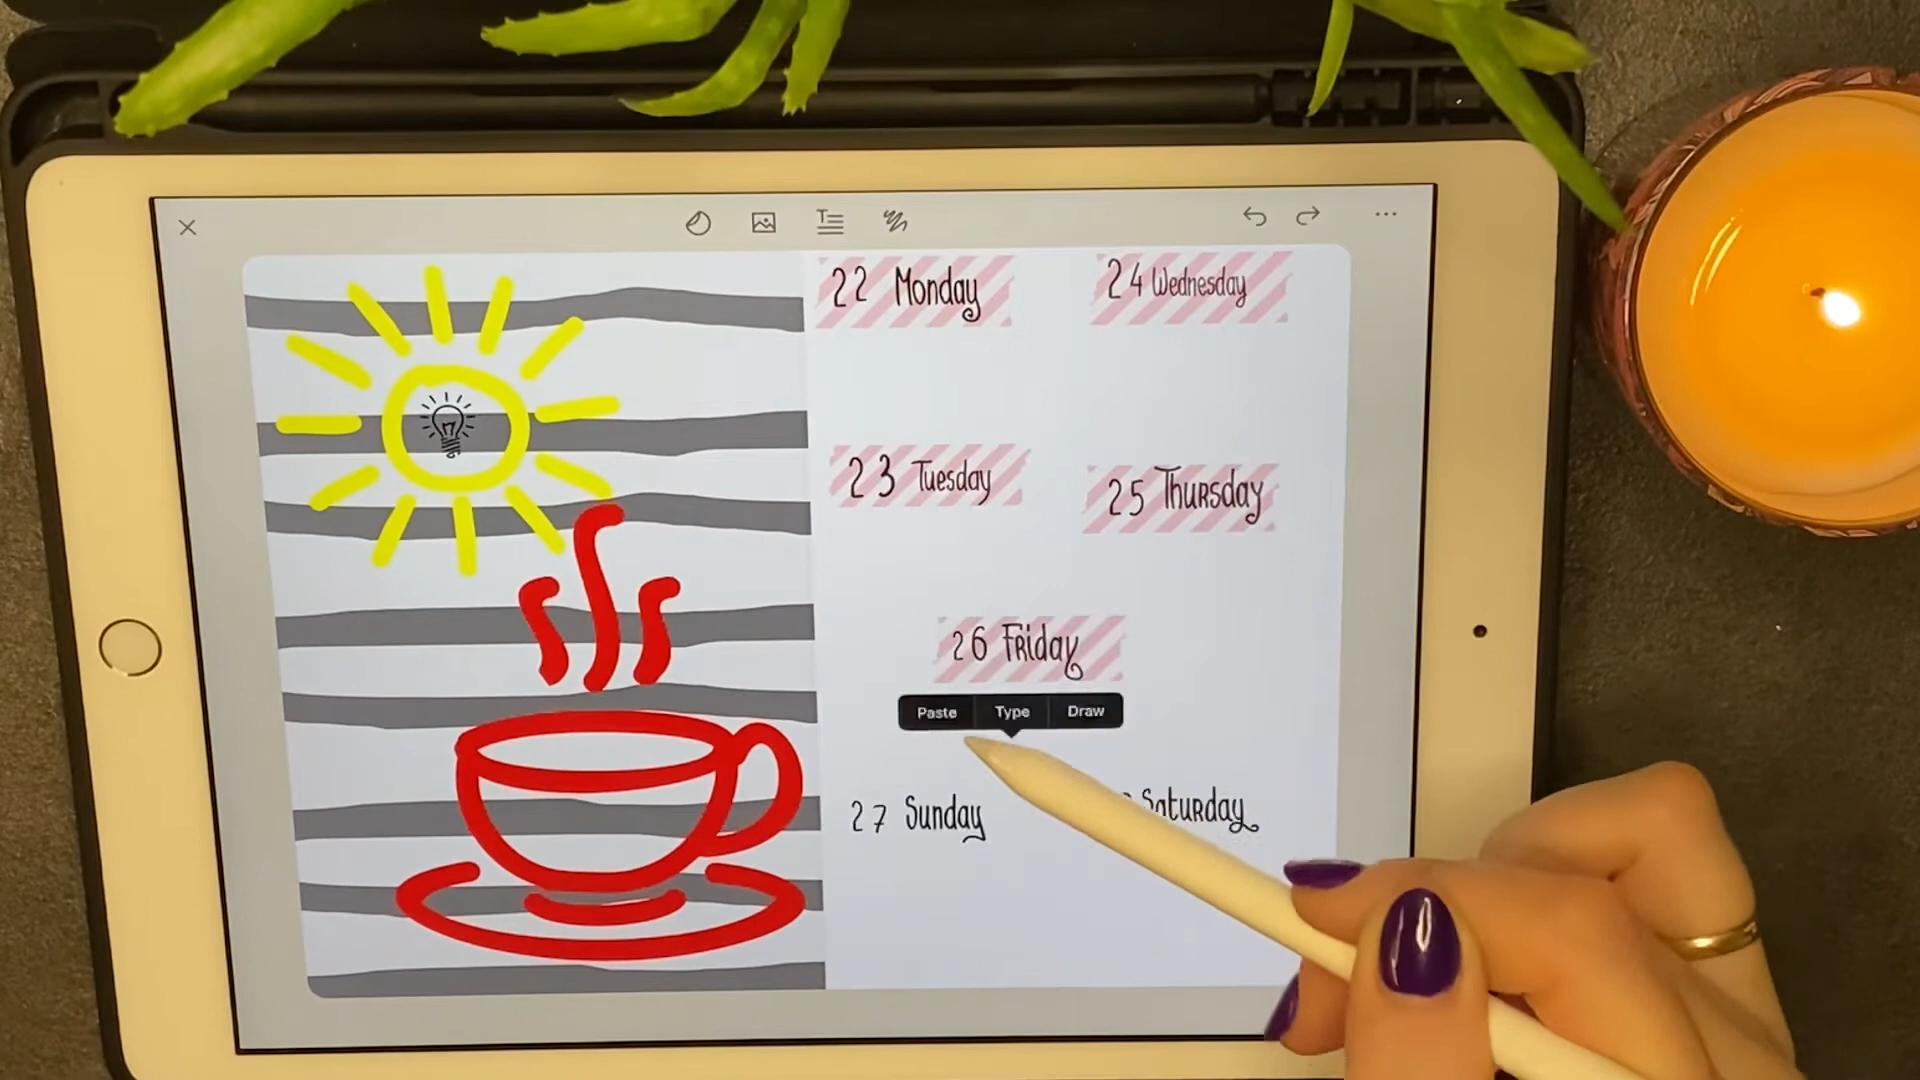 22 Monday
24 Wednesday
23 Tuesday
25 Thursday
26 Friday
Paste Type Draw
27 Sunday
Saturday